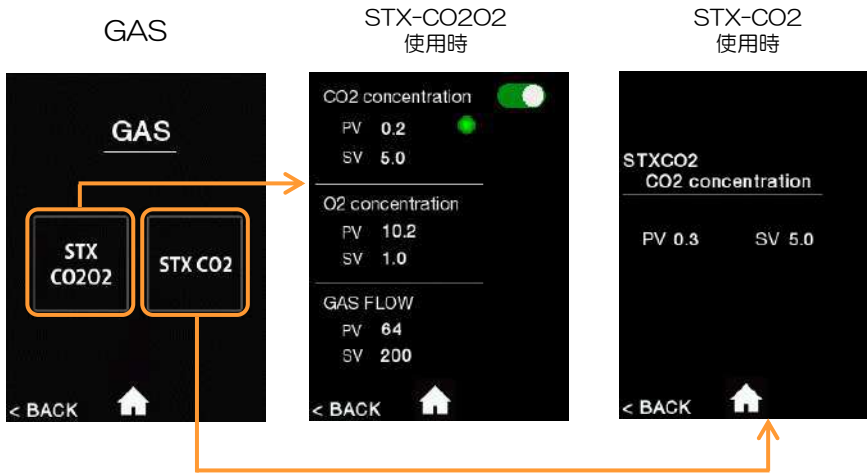 GAS
GAS
STX
CO2O2
STX CO2
< BACK
STX-CO2O2
使用時
CO2 concentration
PV 0.2
SV 5.0
O2 concentration
PV 10.2
SV 1.0
GAS FLOW
PV 64
SV 200
< BACK
STX-CO2
使用時
STXCO2
CO2 concentration
PV 0.3 SV 5.0
< BACK